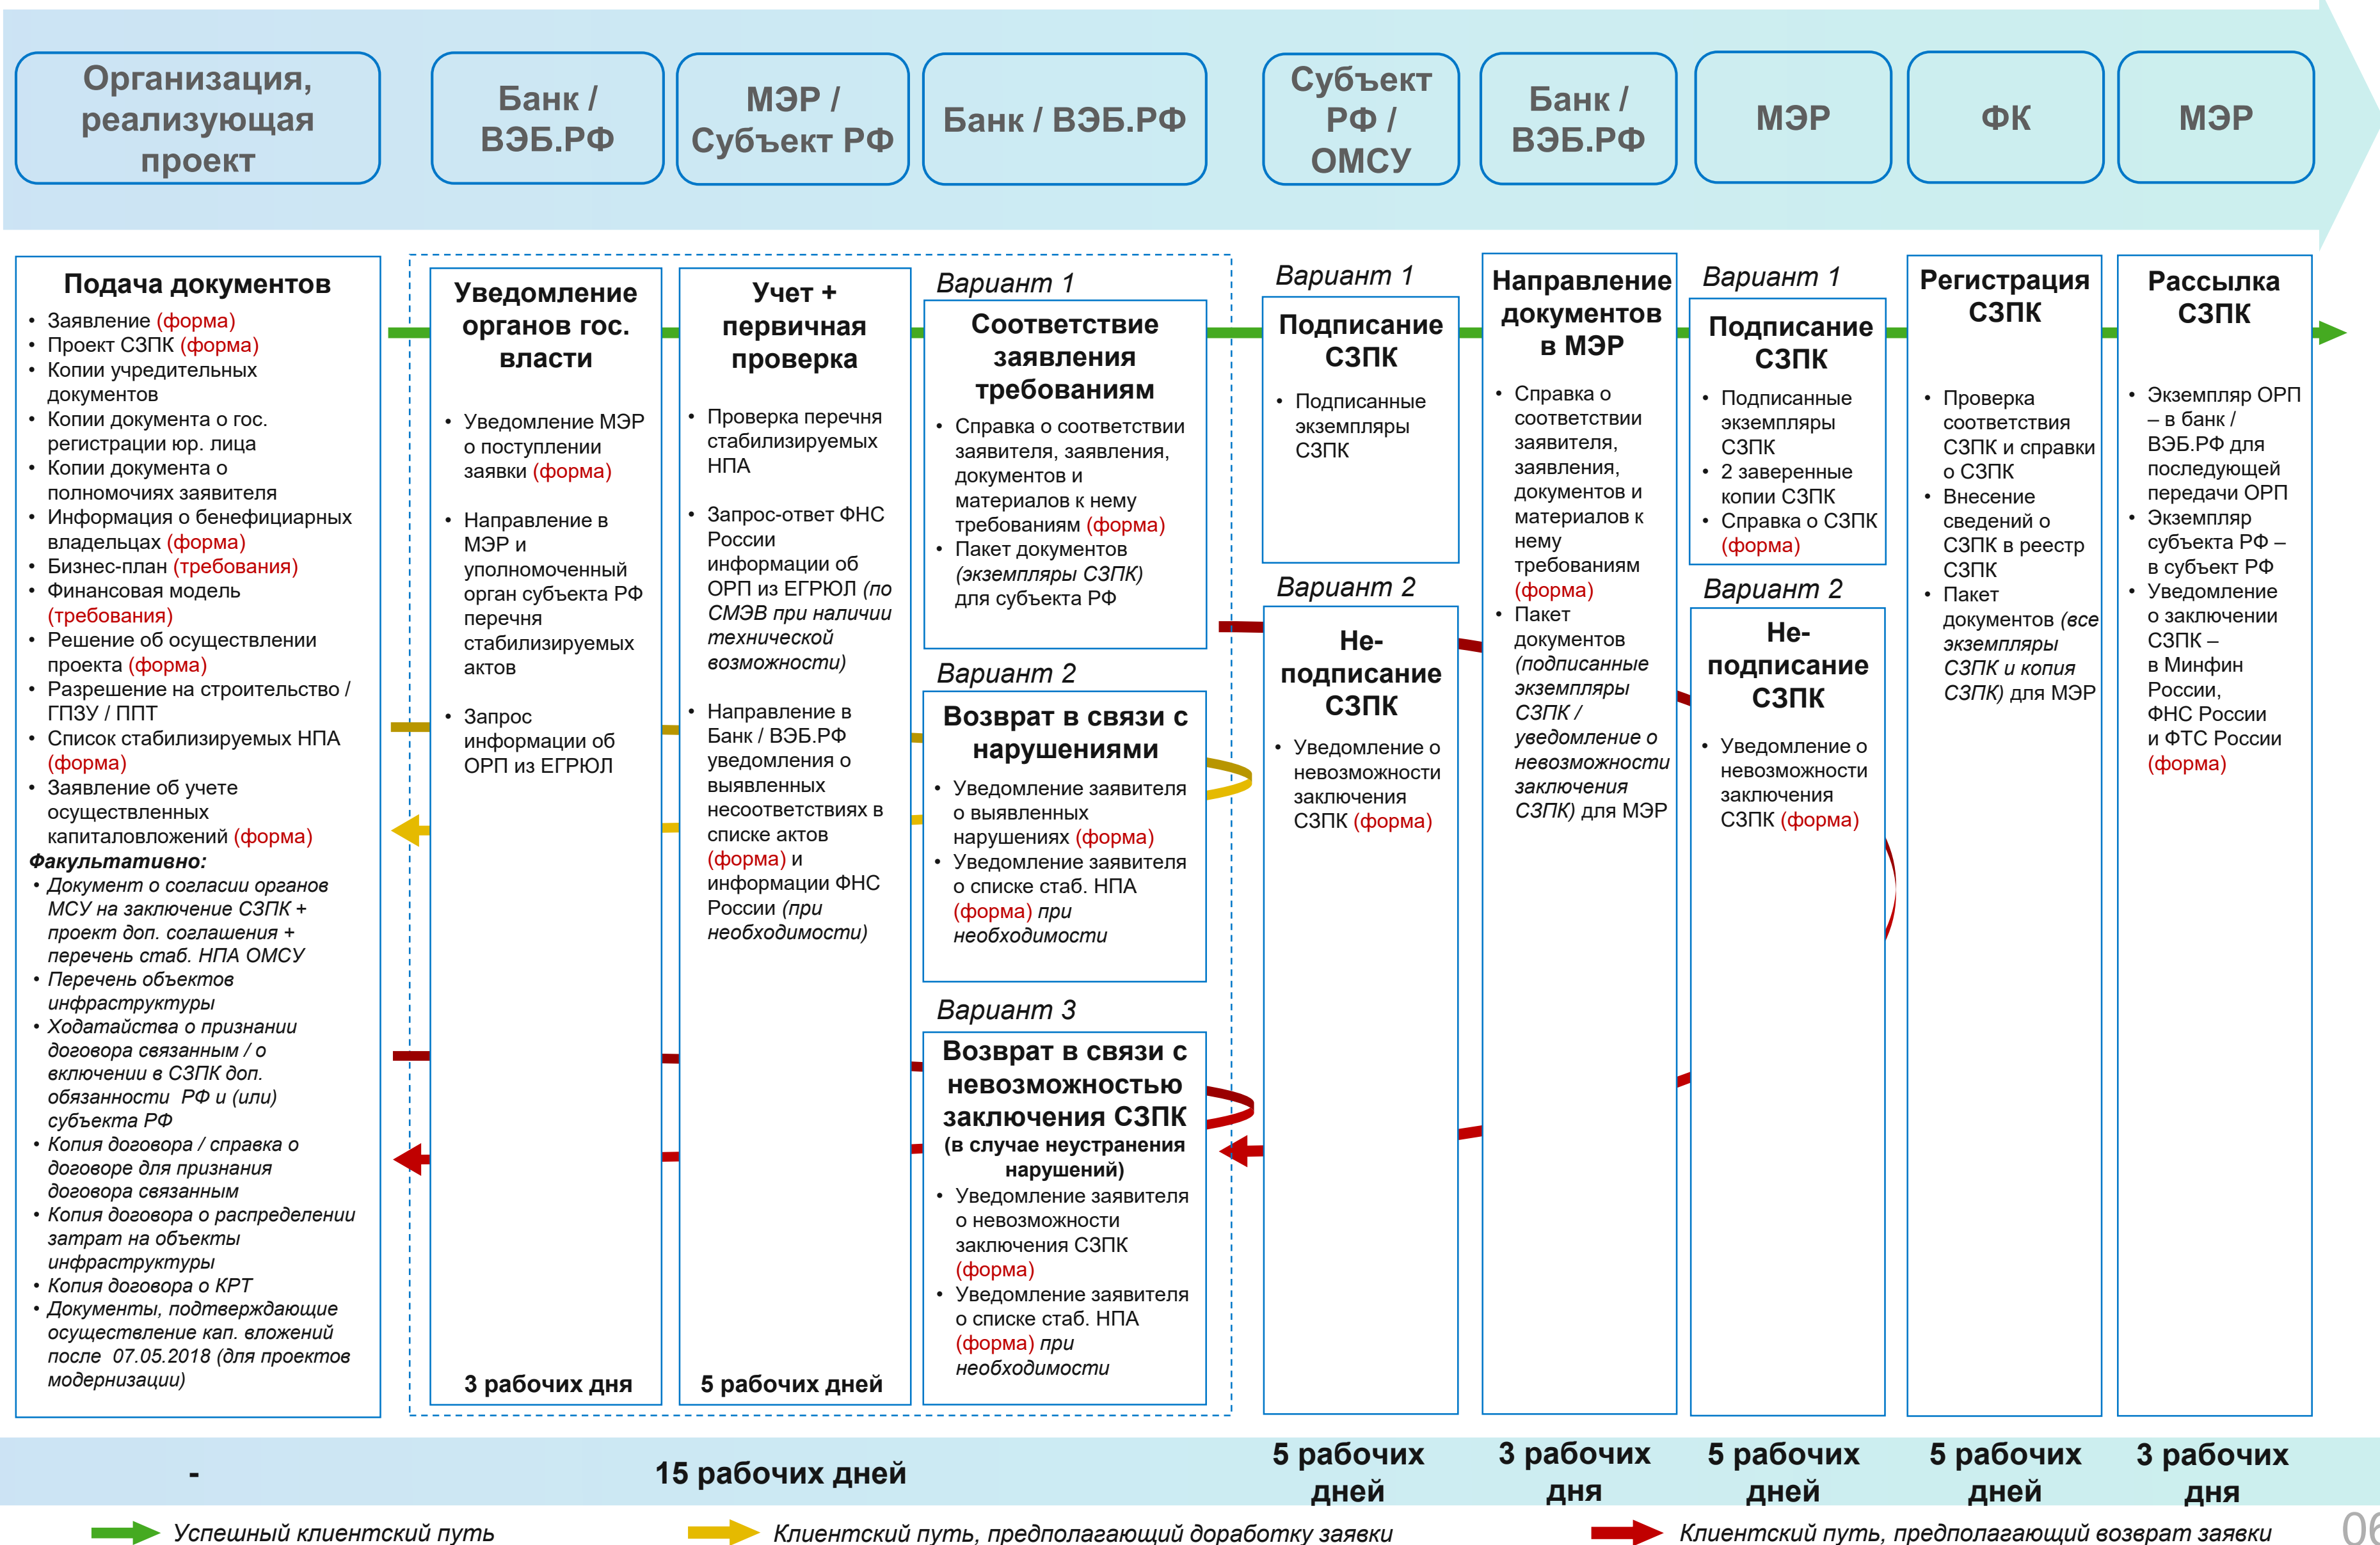 Организация,
реализующая
проект
Банк /
ВЭБ.РФ
МЭР /
Субъект РФ
Банк / ВЭБ.РФ
Субъект
РФ /
ОМСУ
Банк /
ВЭБ.РФ
МЭР
ФК
МЭР
Подача документов
• Заявление (форма)
• Проект СЗПК (форма)
• Копии учредительных
документов
• Копии документа о гос.
регистрации юр. лица
• Копии документа о
полномочиях заявителя
• Информация о бенефициарных
владельцах (форма)
• Бизнес-план (требования)
• Финансовая модель
(требования)
• Решение об осуществлении
проекта (форма)
• Разрешение на строительство /
ГПЗУ / ППТ
• Список стабилизируемых НПА
(форма)
• Заявление об учете
осуществленных
капиталовложений (форма)
Факультативно:
• Документ о согласии органов
МСУ на заключение СЗПК +
проект доп. соглашения +
перечень стаб. НПА ОМСУ
• Перечень объектов
инфраструктуры
• Ходатайства о признании
договора связанным / о
включении в СЗПК доп.
обязанности РФ и (или)
субъекта РФ
• Копия договора / справка о
договоре для признания
договора связанным
• Копия договора о распределении
затрат на объекты
инфраструктуры
• Копия договора о КРТ
• Документы, подтверждающие
осуществление кап. вложений
после 07.05.2018 (для проектов
модернизации)
Уведомление
органов гос.
власти
• Уведомление МЭР
о поступлении
заявки (форма)
• Направление в
МЭР и
уполномоченный
орган субъекта РФ
перечня
стабилизируемых
актов
• Запрос
информации об
ОРП из ЕГРЮЛ
3 рабочих дня
Учет +
первичная
проверка
• Проверка перечня
стабилизируемых
НПА
• Запрос-ответ ФНС
России
информации об
ОРП из ЕГРЮЛ (по
СМЭВ при наличии
технической
возможности)
• Направление в
Банк / ВЭБ.РФ
уведомления о
выявленных
несоответствиях в
списке актов
(форма) и
информации ФНС
России (при
необходимости)
5 рабочих дней
Вариант 1
Соответствие
заявления
требованиям
• Справка о соответствии
заявителя, заявления,
документов и
материалов к нему
требованиям (форма)
• Пакет документов
(экземпляры СЗПК)
для субъекта РФ
Вариант 2
Возврат в связи с
нарушениями
• Уведомление заявителя
о выявленных
нарушениях (форма)
• Уведомление заявителя
о списке стаб. НПА
(форма) при
необходимости
Вариант 3
Возврат в связи с
невозможностью
заключения СЗПК
(в случае неустранения
нарушений)
• Уведомление заявителя
о невозможности
заключения СЗПК
(форма)
• Уведомление заявителя
о списке стаб. НПА
(форма) при
необходимости
Вариант 1
Подписание
СЗПК
• Подписанные
экземпляры
СЗПК
Вариант 2
Не-
подписание
СЗПК
• Уведомление о
невозможности
заключения
СЗПК (форма)
Направление
документов
в МЭР
• Справка о
соответствии
заявителя,
заявления,
документов и
материалов к
нему
требованиям
(форма)
• Пакет
документов
(подписанные
экземпляры
СЗПК /
уведомление о
невозможности
заключения
СЗПК) для МЭР
Вариант 1
Подписание
СЗПК
• Подписанные
экземпляры
СЗПК
• 2 заверенные
копии СЗПК
• Справка о СЗПК
(форма)
Вариант 2
Не-
подписание
СЗПК
• Уведомление о
невозможности
заключения
СЗПК (форма)
Регистрация
СЗПК
• Проверка
соответствия
СЗПК и справки
о СЗПК
• Внесение
сведений о
СЗПК в реестр
СЗПК
• Пакет
документов (все
экземпляры
СЗПК и копия
СЗПК) для МЭР
Рассылка
СЗПК
• Экземпляр ОРП
– в банк /
ВЭБ.РФ для
последующей
передачи ОРП
• Экземпляр
субъекта РФ –
в субъект РФ
• Уведомление
о заключении
СЗПК –
в Минфин
России,
ФНС России
и ФТС России
(форма)
-
15 рабочих дней
5 рабочих
дней
3 рабочих
дня
5 рабочих
дней
5 рабочих
дней
3 рабочих
дня
Успешный клиентский путь
Клиентский путь, предполагающий доработку заявки
Клиентский путь, предполагающий возврат заявки
06